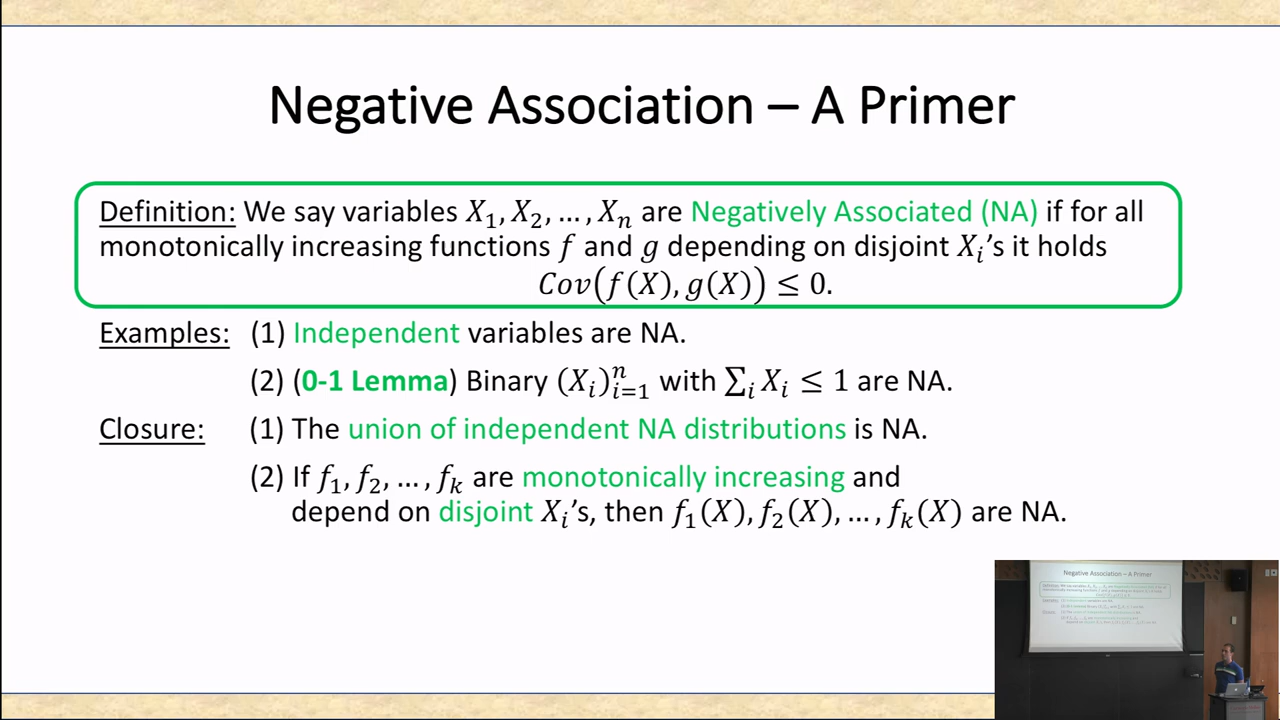 Negative Association – A Primer
Definition: We say variables X₁, X₂, …, Xₙ are Negatively Associated (NA) if for all
monotonically increasing functions f and g depending on disjoint Xᵢ's it holds
Cov(f(X), g(X)) ≤ 0.
Examples: (1) Independent variables are NA.
(2) (0-1 Lemma) Binary (Xᵢ)ⁿᵢ₌₁ with ∑ᵢ Xᵢ ≤ 1 are NA.
Closure: (1) The union of independent NA distributions is NA.
(2) If f₁, f₂, …, fₖ are monotonically increasing and
depend on disjoint Xᵢ's, then f₁(X), f₂(X), …, fₖ(X) are NA.
Negative Association – A Primer